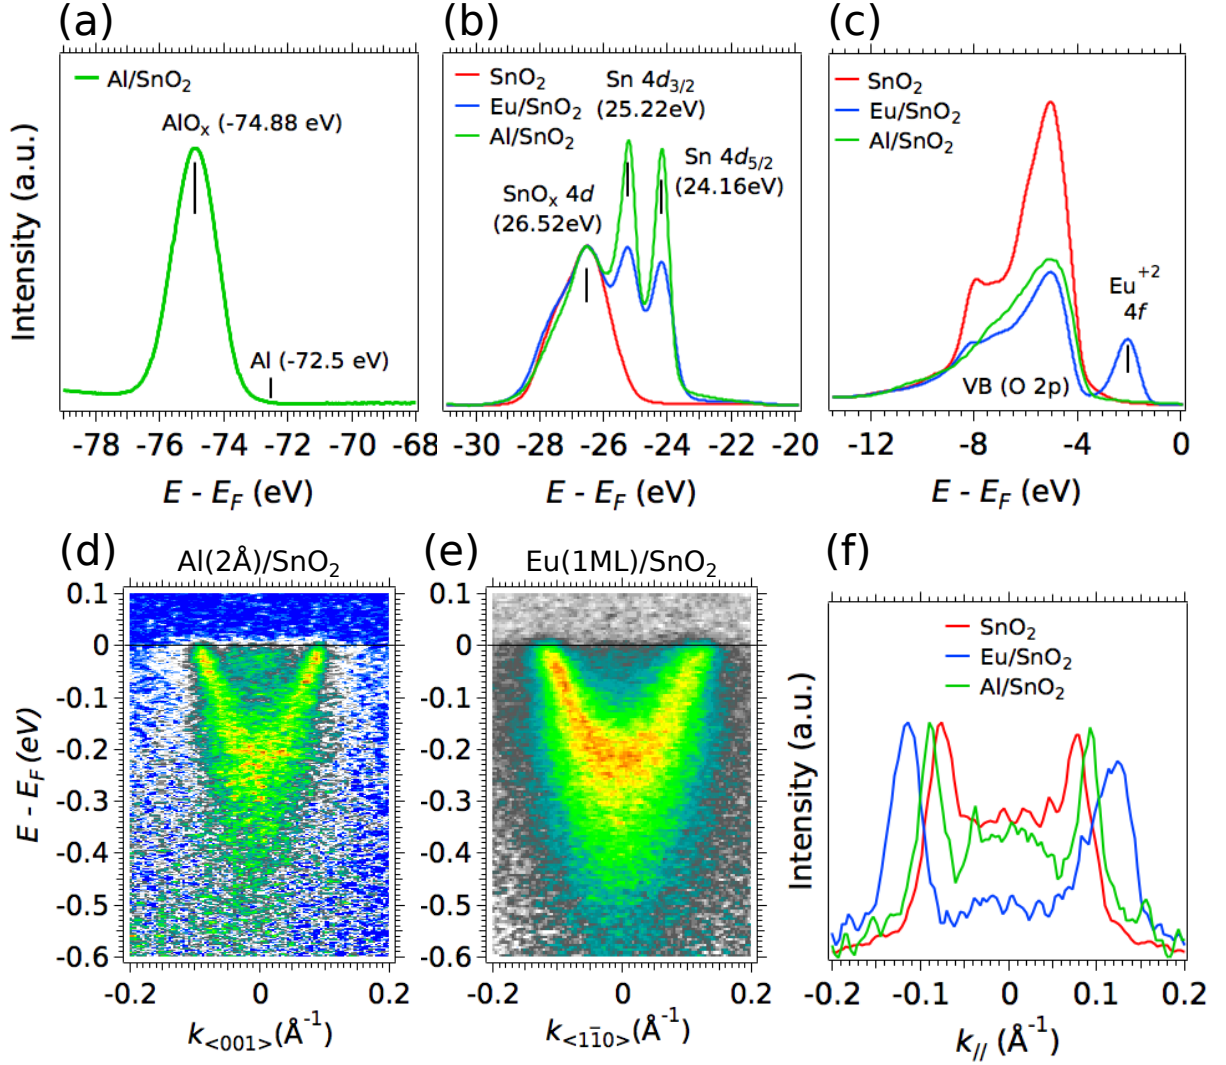 (a)
(b)
(c)
Al/SnO₂
AlOₓ (-74.88 eV)
Al (-72.5 eV)
Intensity (a.u.)
-78 -76 -74 -72 -70 -68
E - E_F (eV)
SnO₂
Eu/SnO₂
Al/SnO₂
Sn 4d₃/₂
(25.22eV)
Sn 4d₅/₂
(24.16eV)
SnOₓ 4d
(26.52eV)
-30 -28 -26 -24 -22 -20
E - E_F (eV)
SnO₂
Eu/SnO₂
Al/SnO₂
Eu⁺²
4f
VB (O 2p)
-12 -8 -4 0
E - E_F (eV)
(d)
Al(2Å)/SnO₂
0.1
0
-0.1
-0.2
-0.3
-0.4
-0.5
-0.6
E - E_F (eV)
-0.2 0 0.2
k<001>(Å⁻¹)
(e)
Eu(1ML)/SnO₂
0.1
0
-0.1
-0.2
-0.3
-0.4
-0.5
-0.6
-0.2 0 0.2
k<11̅0>(Å⁻¹)
(f)
SnO₂
Eu/SnO₂
Al/SnO₂
Intensity (a.u.)
-0.2 -0.1 0 0.1 0.2
k// (Å⁻¹)